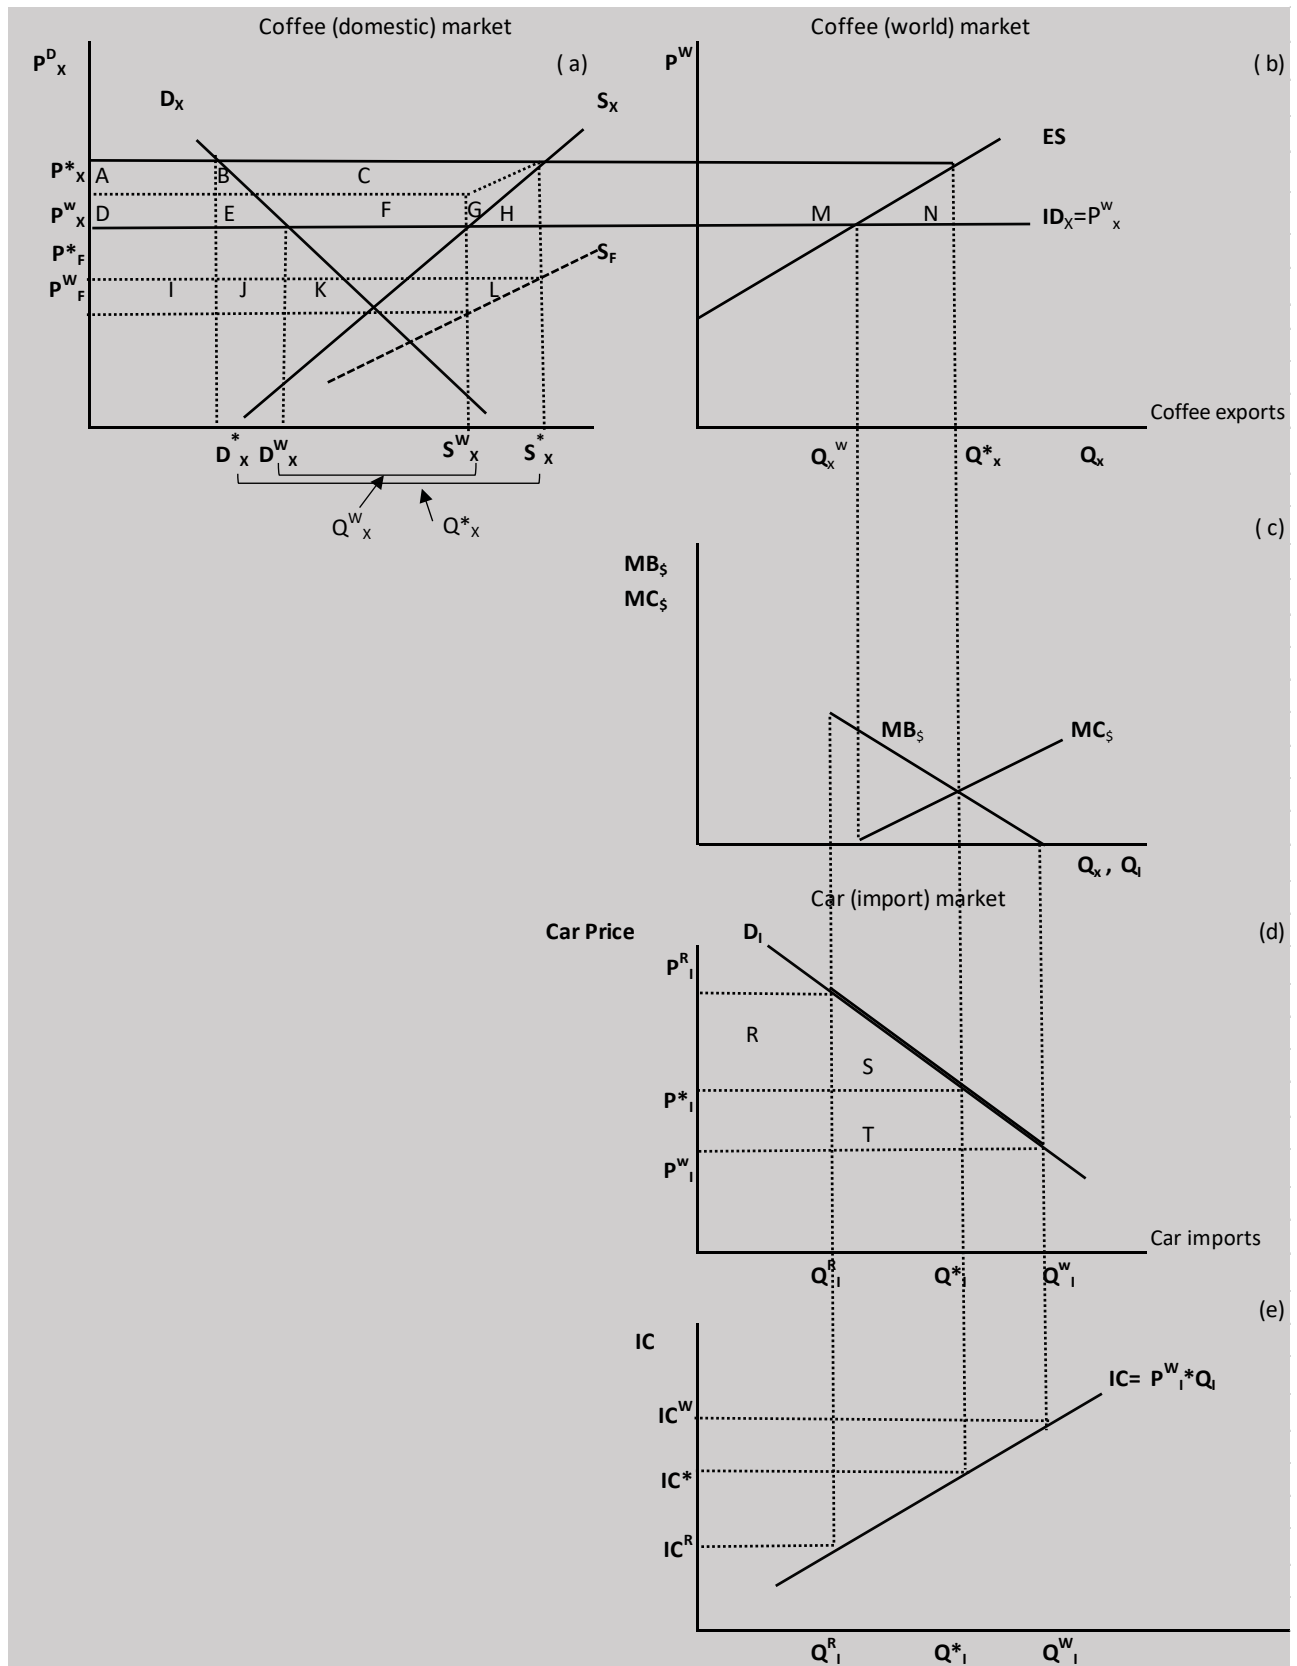 Coffee (domestic) market
Coffee (world) market
P^D_X
( a)
P^W
( b)
D_X
S_X
ES
P*_X
A
B
C
P^w_X
D
E
F
G
H
M
N
ID_X=P^w_x
P*_F
S_F
P^W_F
I
J
K
L
Coffee exports
D*_X
D^W_X
S^W_X
S*_X
Q_x^W
Q*_x
Q_x
Q^W_X
Q*_X
( c)
MB_$
MC_$
MB_$
MC_$
Q_x , Q_I
Car (import) market
Car Price
D_I
(d)
P^R_I
R
S
P*_I
T
P^w_I
Car imports
Q^R_I
Q*_I
Q^w_I
(e)
IC
IC= P^W_I*Q_I
IC^W
IC*
IC^R
Q^R_I
Q*_I
Q^W_I